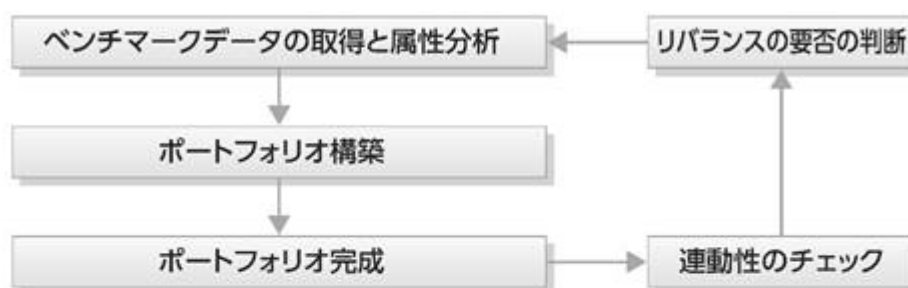 ベンチマークデータの取得と属性分析
リバランスの要否の判断
ポートフォリオ構築
ポートフォリオ完成
連動性のチェック